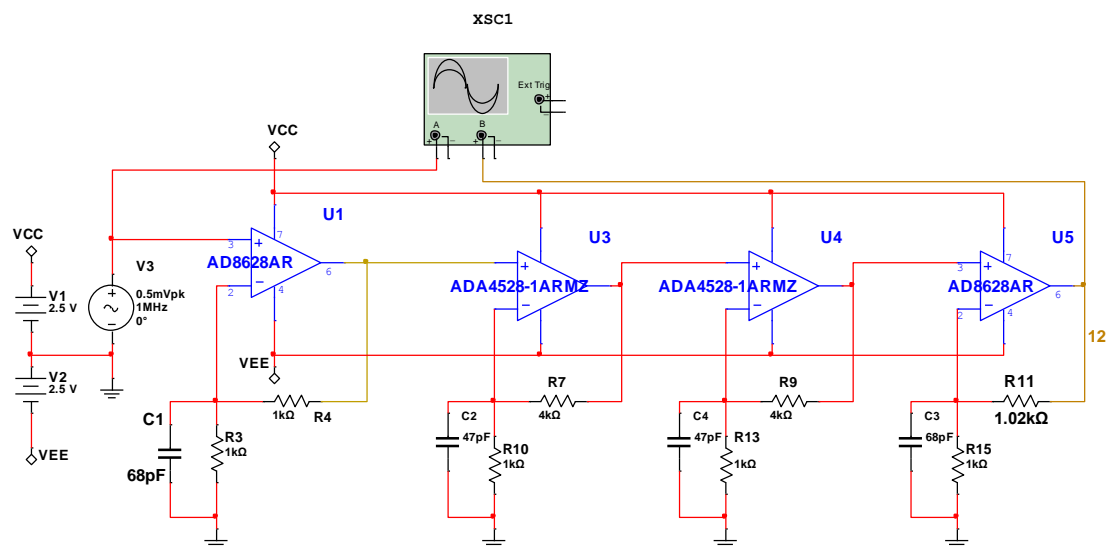 XSC1
Ext Trig
+
−
A
B
+ − + −
VCC
U1
U3
U4
U5
VCC
V3
0.5mVpk
1MHz
0°
V1
2.5 V
V2
2.5 V
VEE
3
2
7
4
6
AD8628AR
ADA4528-1ARMZ
ADA4528-1ARMZ
3
2
7
4
6
AD8628AR
12
VEE
C1
68pF
R3
1kΩ
1kΩ
R4
C2
47pF
R10
1kΩ
R7
4kΩ
C4
47pF
R13
1kΩ
R9
4kΩ
C3
68pF
R15
1kΩ
R11
1.02kΩ